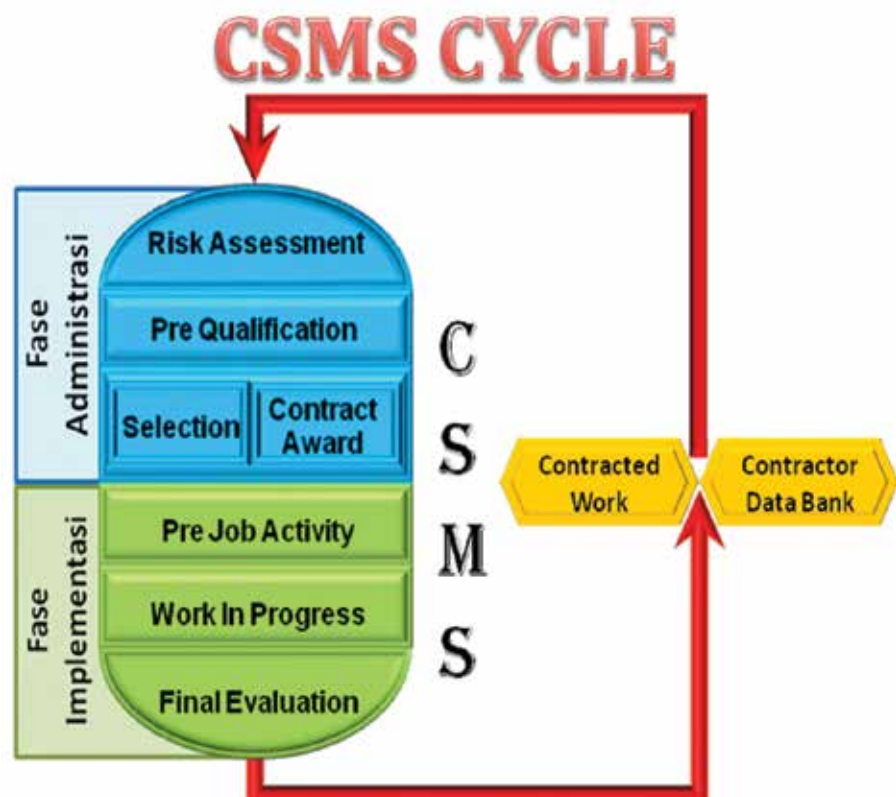 CSMS CYCLE
Fase
Administrasi
Risk Assessment
Pre Qualification
Selection
Contract
Award
Fase
Implementasi
Pre Job Activity
Work In Progress
Final Evaluation
C
S
M
S
Contracted
Work
Contractor
Data Bank